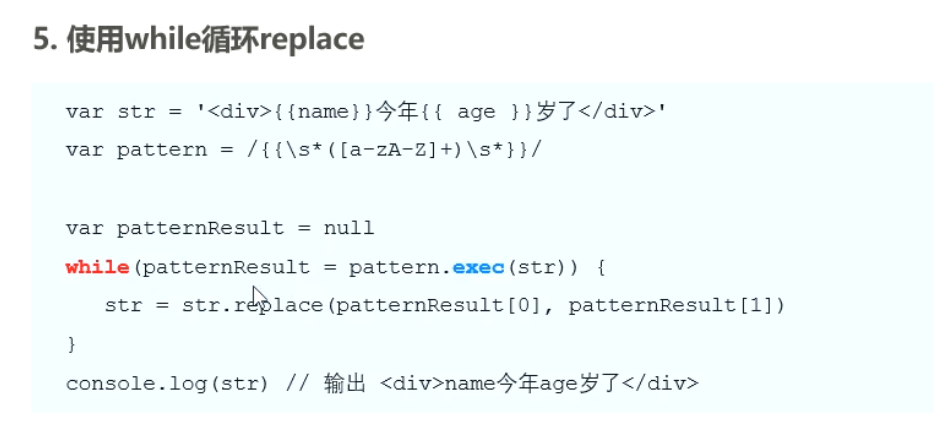 5. 使用while循环replace
var str = '<div>{{name}}今年{{ age }}岁了</div>'
var pattern = /{{\s*([a-zA-Z]+)\s*}}/
var patternResult = null
while(patternResult = pattern.exec(str)) {
str = str.replace(patternResult[0], patternResult[1])
}
console.log(str) // 输出 <div>name今年age岁了</div>